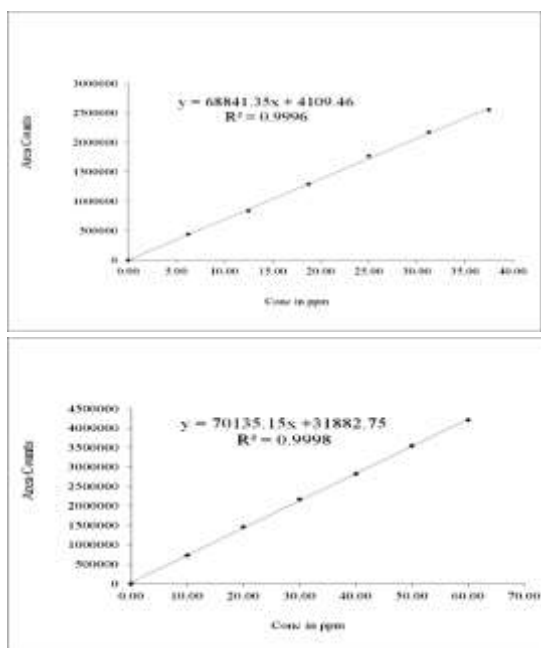 3000000
y = 68841.35x + 4109.46
R² = 0.9996
2500000
2000000
1500000
1000000
500000
0
Area Counts
0.00 5.00 10.00 15.00 20.00 25.00 30.00 35.00 40.00
Conc in ppm
4500000
y = 70135.15x +31882.75
R² = 0.9998
4000000
3500000
3000000
2500000
2000000
1500000
1000000
500000
0
Area Counts
0.00 10.00 20.00 30.00 40.00 50.00 60.00 70.00
Conc in ppm